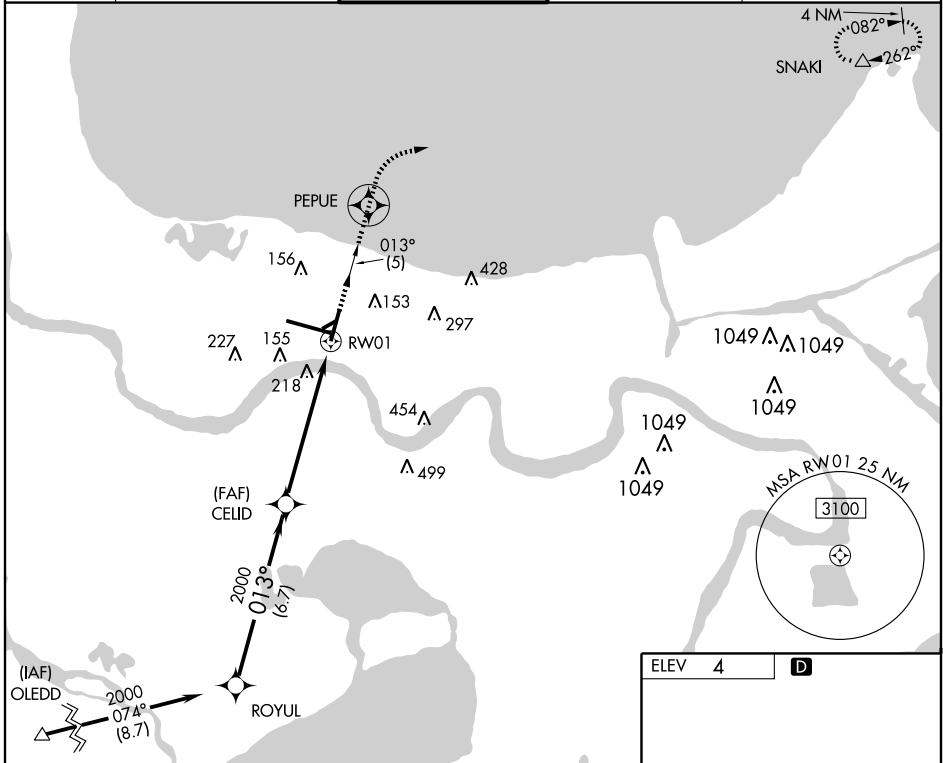 4 NM
082°
262°
SNAKI
PEPUE
013°
(5)
156
428
153
297
227
155
RW01
218
1049
1049
1049
454
1049
499
1049
MSA RW01 25 NM
3100
(FAF)
CELID
2000
013°
(6.7)
(IAF)
OLEDD
2000
074°
(8.7)
ROYUL
ELEV 4
D